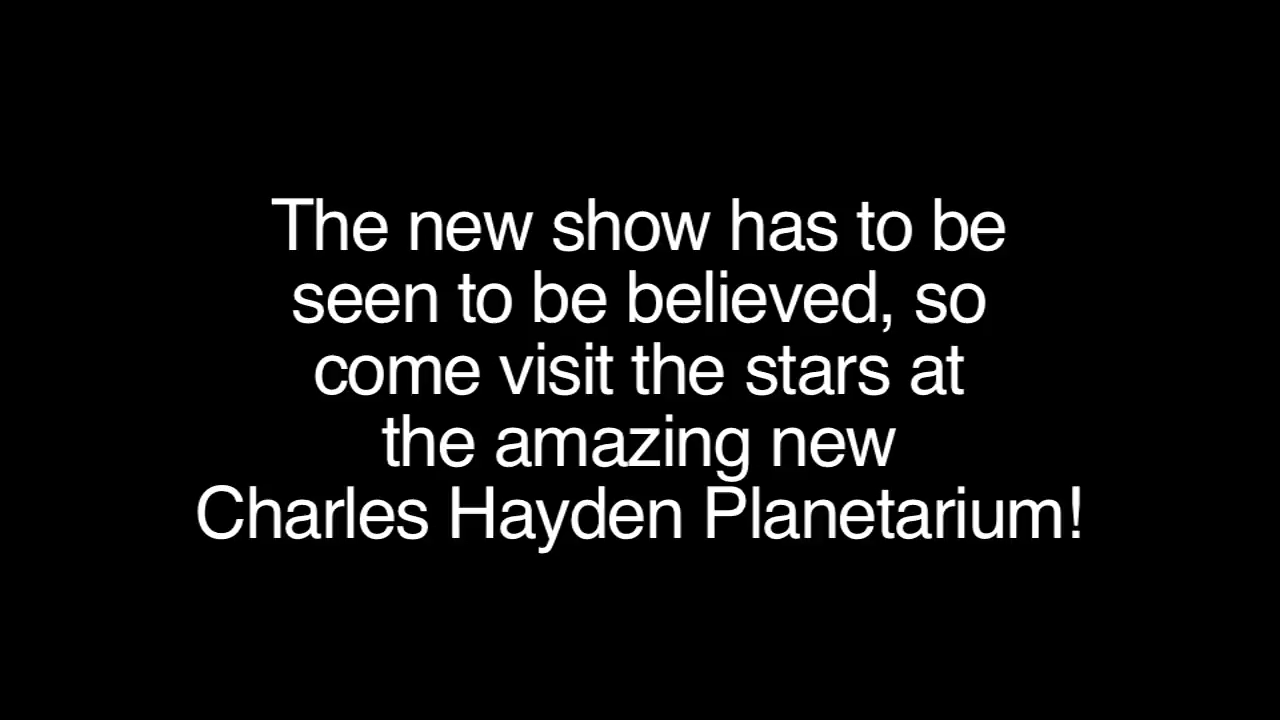 The new show has to be
seen to be believed, so
come visit the stars at
the amazing new
Charles Hayden Planetarium!